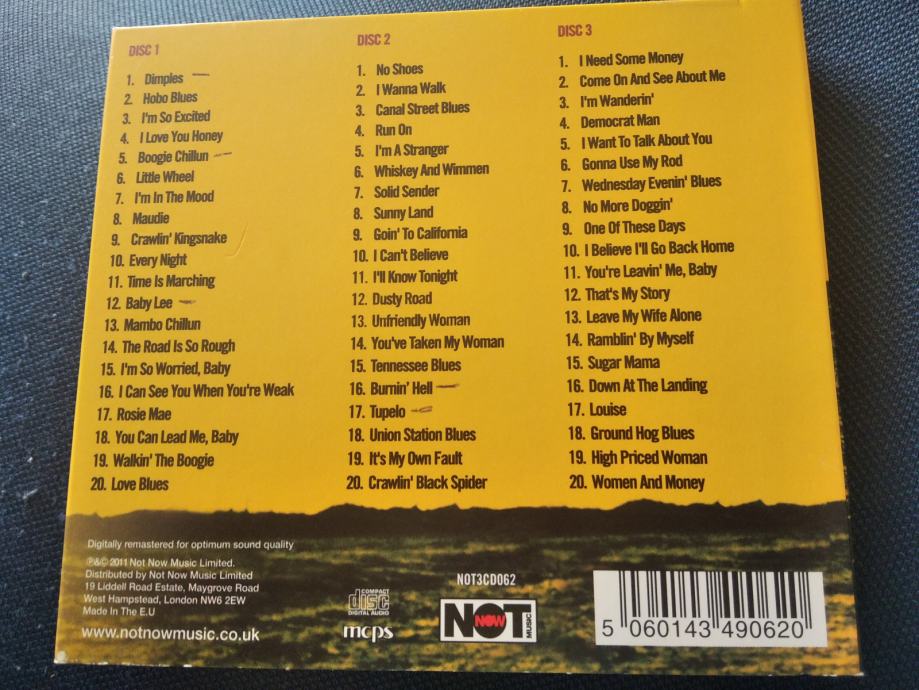 DISC 1
1. Dimples
2. Hobo Blues
3. I'm So Excited
4. I Love You Honey
5. Boogie Chillun
6. Little Wheel
7. I'm In The Mood
8. Maudie
9. Crawlin' Kingsnake
10. Every Night
11. Time Is Marching
12. Baby Lee
13. Mambo Chillun
14. The Road Is So Rough
15. I'm So Worried, Baby
16. I Can See You When You're Weak
17. Rosie Mae
18. You Can Lead Me, Baby
19. Walkin' The Boogie
20. Love Blues
DISC 2
1. No Shoes
2. I Wanna Walk
3. Canal Street Blues
4. Run On
5. I'm A Stranger
6. Whiskey And Wimmen
7. Solid Sender
8. Sunny Land
9. Goin' To California
10. I Can't Believe
11. I'll Know Tonight
12. Dusty Road
13. Unfriendly Woman
14. You've Taken My Woman
15. Tennessee Blues
16. Burnin' Hell
17. Tupelo
18. Union Station Blues
19. It's My Own Fault
20. Crawlin' Black Spider
DISC 3
1. I Need Some Money
2. Come On And See About Me
3. I'm Wanderin'
4. Democrat Man
5. I Want To Talk About You
6. Gonna Use My Rod
7. Wednesday Evenin' Blues
8. No More Doggin'
9. One Of These Days
10. I Believe I'll Go Back Home
11. You're Leavin' Me, Baby
12. That's My Story
13. Leave My Wife Alone
14. Ramblin' By Myself
15. Sugar Mama
16. Down At The Landing
17. Louise
18. Ground Hog Blues
19. High Priced Woman
20. Women And Money
Digitally remastered for optimum sound quality
℗&© 2011 Not Now Music Limited.
Distributed by Not Now Music Limited
19 Liddell Road Estate, Maygrove Road
West Hampstead, London NW6 2EW
Made In The E.U
www.notnowmusic.co.uk
COMPACT
disc
DIGITAL AUDIO
mcps
NOT3CD062
NOT NOW MUSIC
5 060143 490620